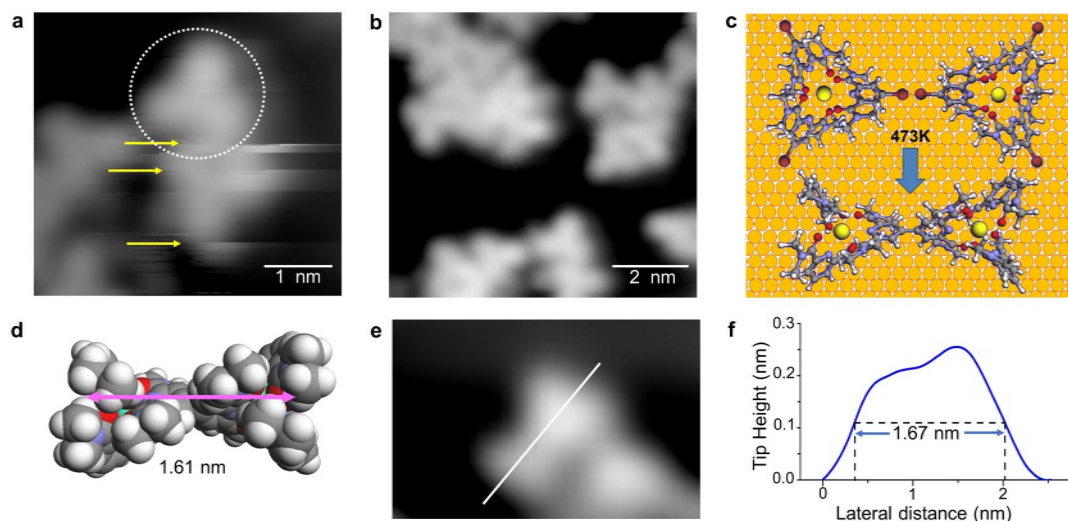 a
1 nm
b
2 nm
c
473K
d
1.61 nm
e
f
Tip Height (nm)
0.3
0.2
0.1
0.0
1.67 nm
0
1
2
Lateral distance (nm)